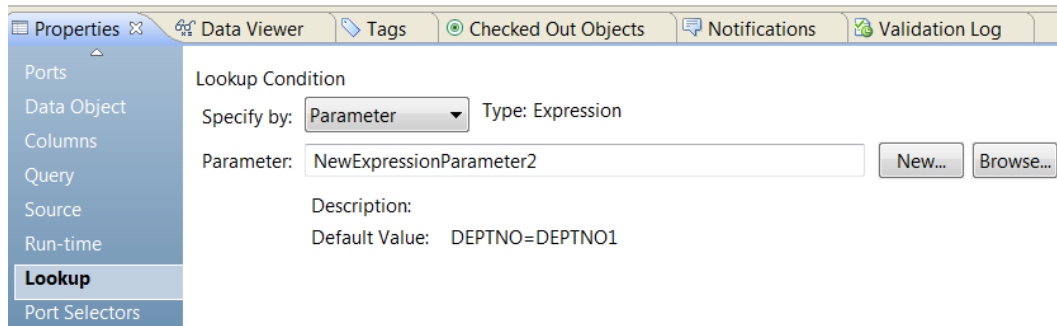 Properties Data Viewer Tags Checked Out Objects Notifications Validation Log
Ports
Data Object
Columns
Query
Source
Run-time
Lookup
Port Selectors
Lookup Condition
Specify by: Parameter Type: Expression
Parameter: NewExpressionParameter2 New... Browse...
Description:
Default Value: DEPTNO=DEPTNO1